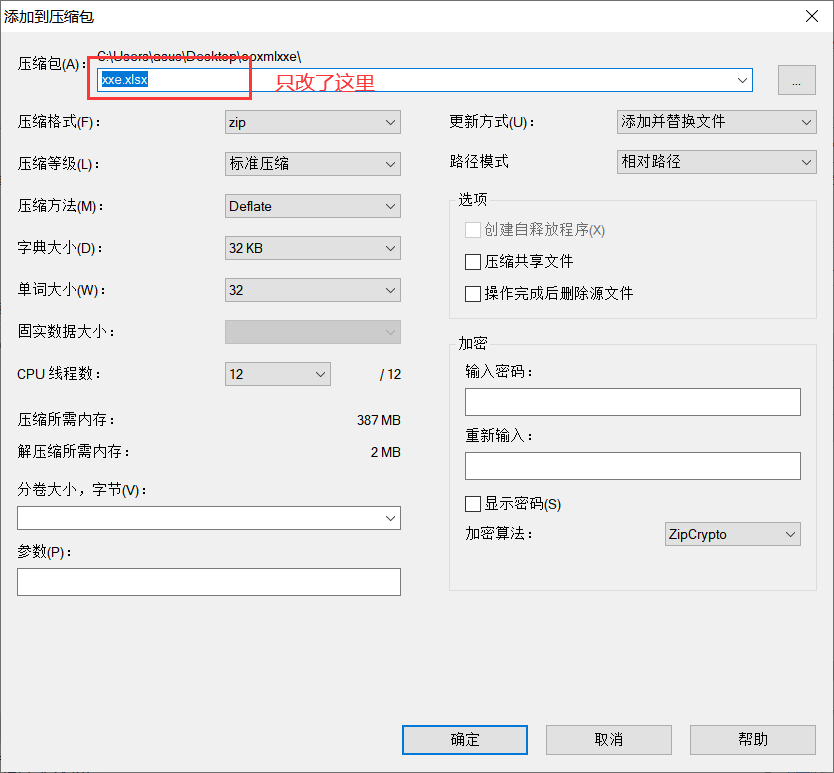 添加到压缩包
压缩包(A)：
C:\Users\asus\Desktop\ooxmlxxe\
xxe.xlsx
只改了这里
...
压缩格式(F)：
zip
压缩等级(L)：
标准压缩
压缩方法(M)：
Deflate
字典大小(D)：
32 KB
单词大小(W)：
32
固实数据大小：
CPU 线程数：
12
/ 12
压缩所需内存：
387 MB
解压缩所需内存：
2 MB
分卷大小，字节(V)：
参数(P)：
更新方式(U)：
添加并替换文件
路径模式
相对路径
选项
创建自释放程序(X)
压缩共享文件
操作完成后删除源文件
加密
输入密码：
重新输入：
显示密码(S)
加密算法：
ZipCrypto
确定
取消
帮助